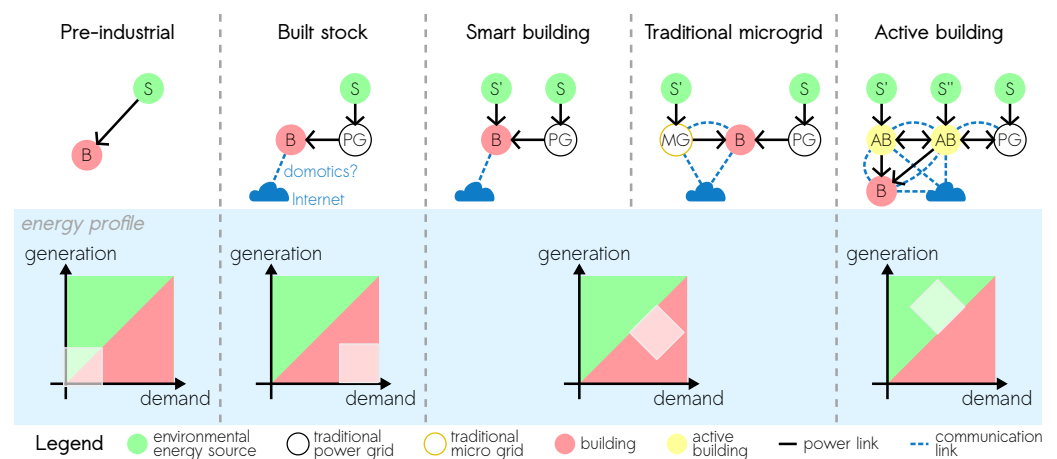 Pre-industrial
Built stock
Smart building
Traditional microgrid
Active building
S
B
S
B
PG
domotics?
Internet
S'
S
B
PG
S'
S
MG
B
PG
S'
S"
S
AB
AB
PG
B
energy profile
generation
demand
generation
demand
generation
demand
generation
demand
Legend
environmental
energy source
traditional
power grid
traditional
micro grid
building
active
building
power link
communication
link